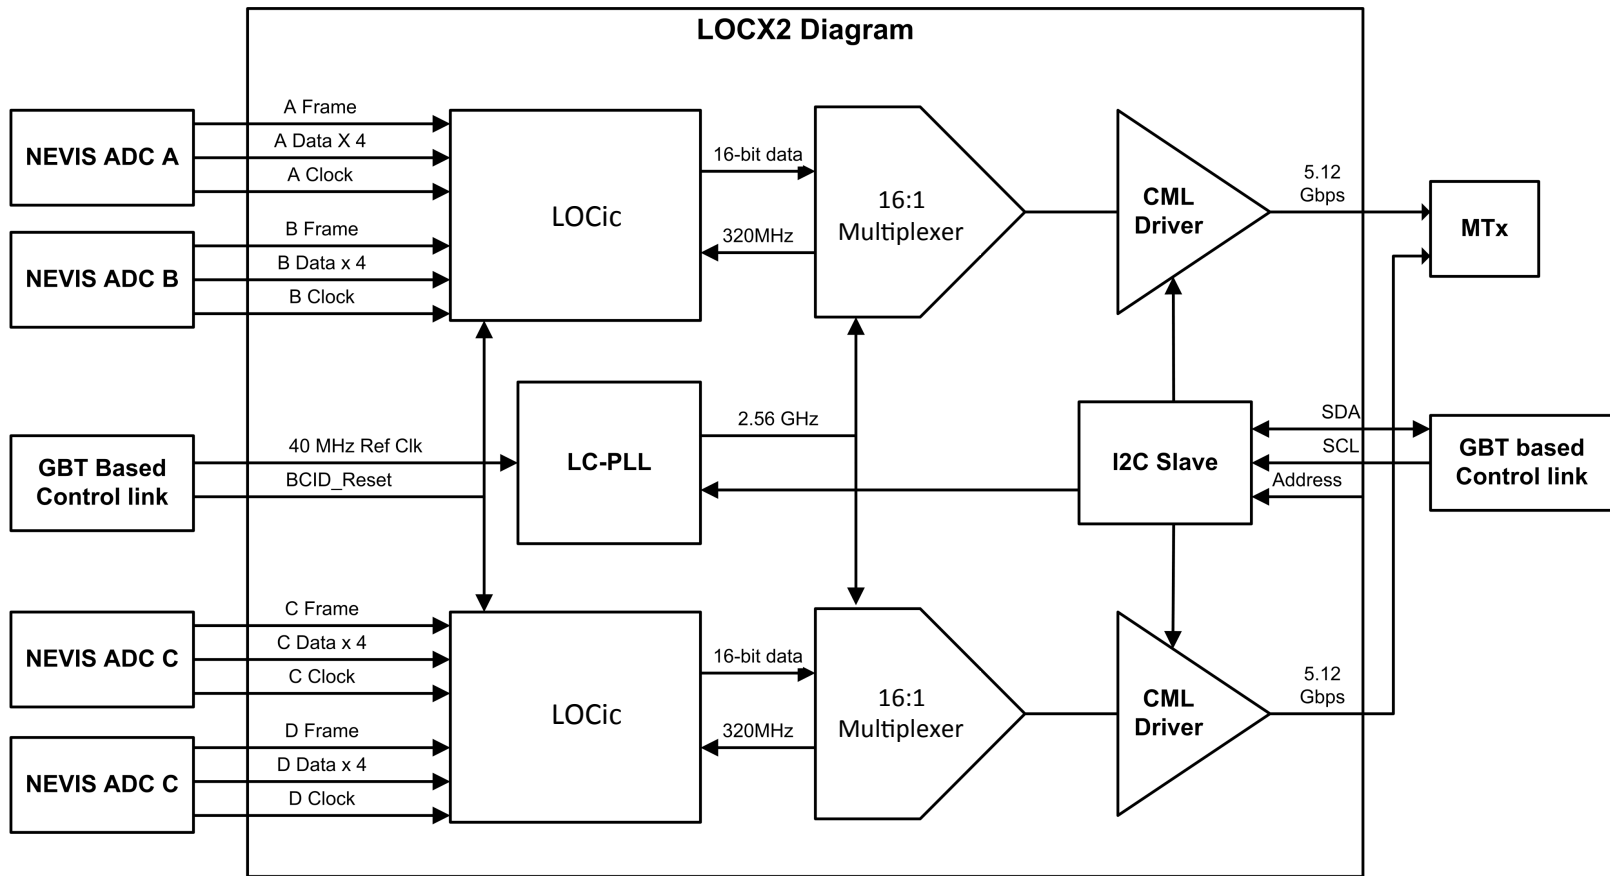 LOCX2 Diagram
NEVIS ADC A
A Frame
A Data X 4
A Clock
NEVIS ADC B
B Frame
B Data x 4
B Clock
LOCic
16-bit data
320MHz
16:1
Multiplexer
CML
Driver
5.12
Gbps
MTx
GBT Based
Control link
40 MHz Ref Clk
BCID_Reset
LC-PLL
2.56 GHz
I2C Slave
SDA
SCL
Address
GBT based
Control link
NEVIS ADC C
C Frame
C Data x 4
C Clock
NEVIS ADC C
D Frame
D Data x 4
D Clock
LOCic
16-bit data
320MHz
16:1
Multiplexer
CML
Driver
5.12
Gbps